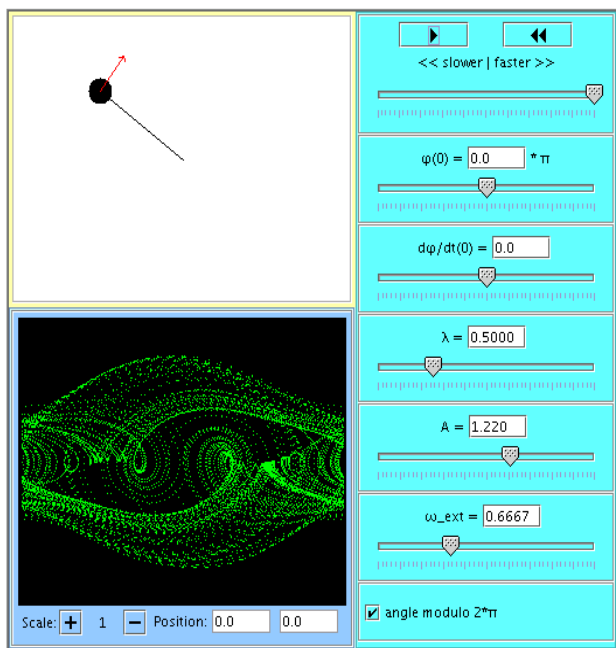 << slower | faster >>
φ(0) = 0.0 * π
dφ/dt(0) = 0.0
λ = 0.5000
A = 1.220
ω_ext = 0.6667
angle modulo 2*π
Scale: + 1 − Position: 0.0 0.0